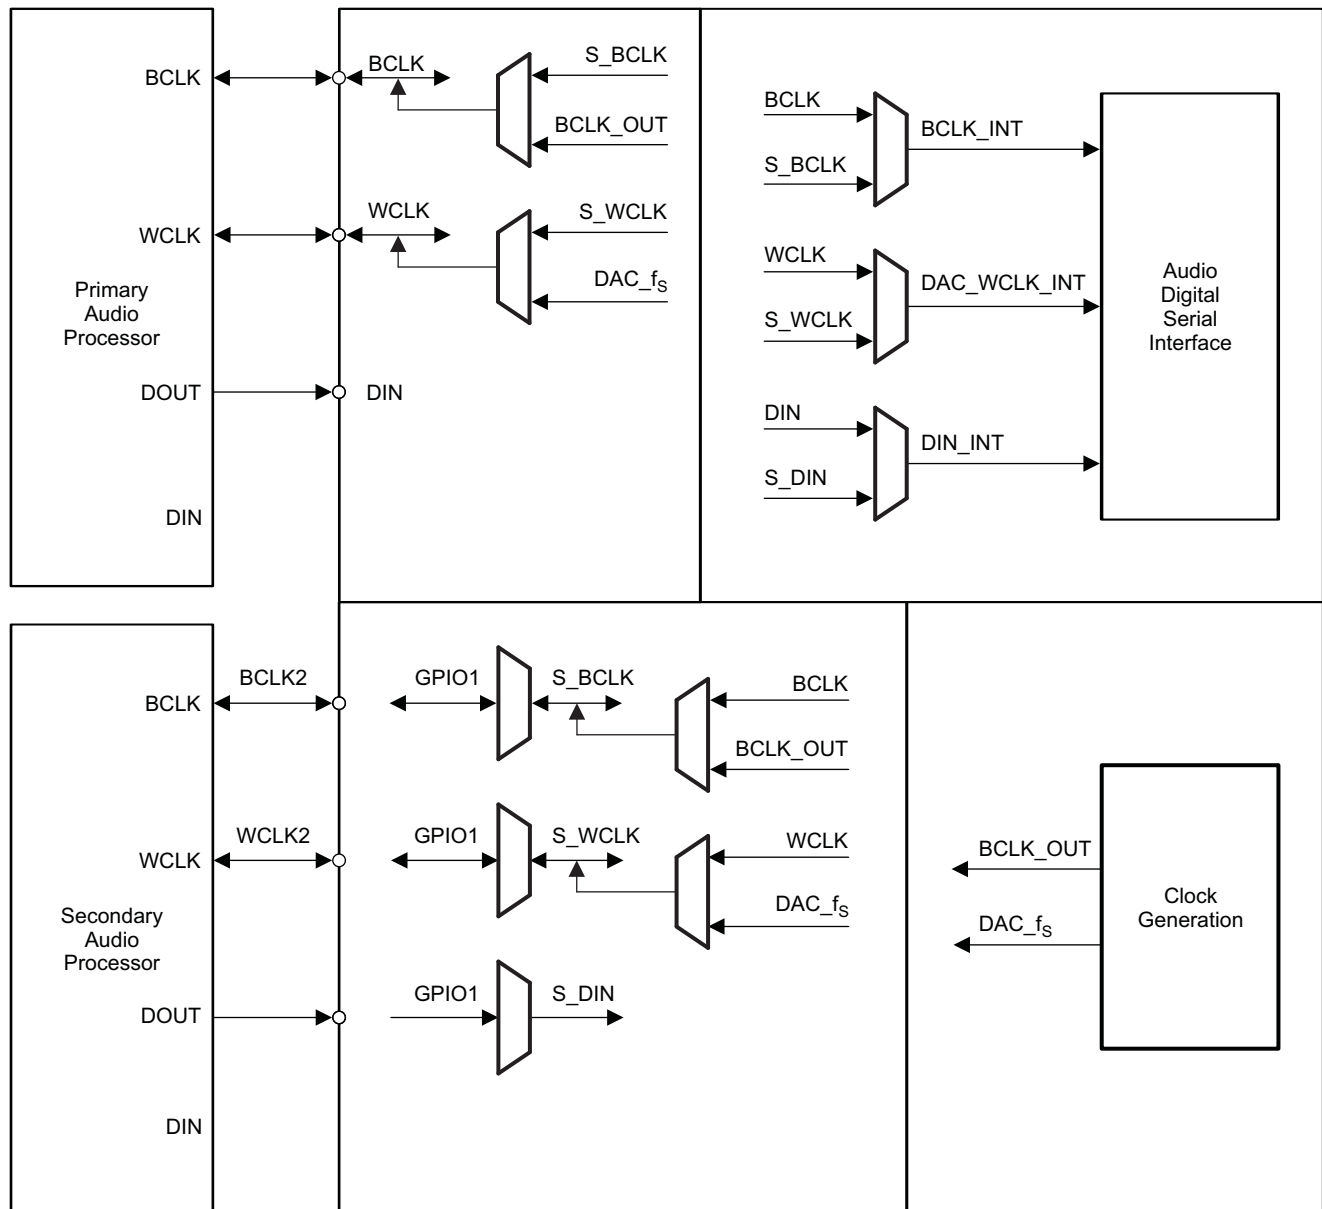 BCLK
BCLK
S_BCLK
BCLK_OUT
WCLK
WCLK
S_WCLK
DAC_fS
Primary
Audio
Processor
DOUT
DIN
DIN
BCLK
S_BCLK
BCLK_INT
WCLK
S_WCLK
DAC_WCLK_INT
DIN
S_DIN
DIN_INT
Audio
Digital
Serial
Interface
BCLK
BCLK2
GPIO1
S_BCLK
BCLK
BCLK_OUT
WCLK
WCLK2
GPIO1
S_WCLK
WCLK
DAC_fS
Secondary
Audio
Processor
DOUT
GPIO1
S_DIN
DIN
BCLK_OUT
DAC_fS
Clock
Generation